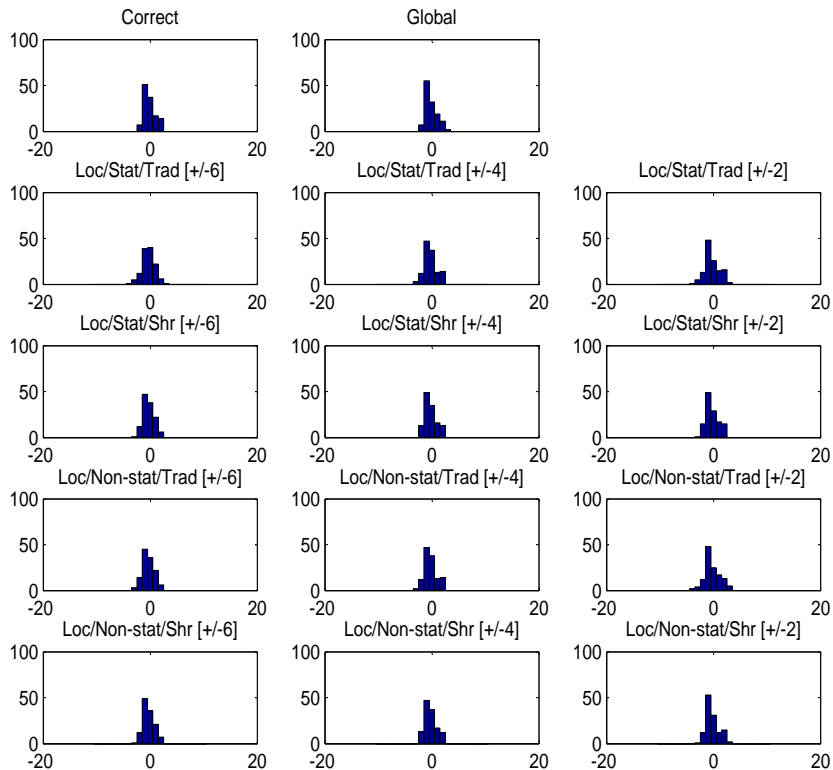 Correct Global
100 100
50 50
0 0
-20 0 20 -20 0 20
Loc/Stat/Trad [+/-6] Loc/Stat/Trad [+/-4] Loc/Stat/Trad [+/-2]
100 100 100
50 50 50
0 0 0
-20 0 20 -20 0 20 -20 0 20
Loc/Stat/Shr [+/-6] Loc/Stat/Shr [+/-4] Loc/Stat/Shr [+/-2]
100 100 100
50 50 50
0 0 0
-20 0 20 -20 0 20 -20 0 20
Loc/Non-stat/Trad [+/-6] Loc/Non-stat/Trad [+/-4] Loc/Non-stat/Trad [+/-2]
100 100 100
50 50 50
0 0 0
-20 0 20 -20 0 20 -20 0 20
Loc/Non-stat/Shr [+/-6] Loc/Non-stat/Shr [+/-4] Loc/Non-stat/Shr [+/-2]
100 100 100
50 50 50
0 0 0
-20 0 20 -20 0 20 -20 0 20